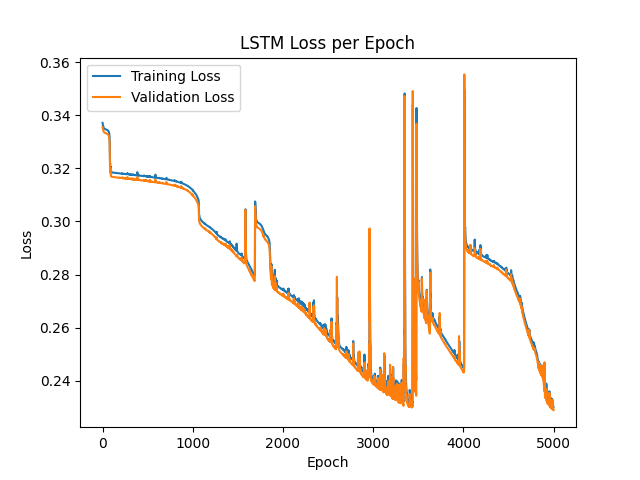 LSTM Loss per Epoch
Training Loss
Validation Loss
0.36
0.34
0.32
0.30
0.28
0.26
0.24
Loss
0
1000
2000
3000
4000
5000
Epoch